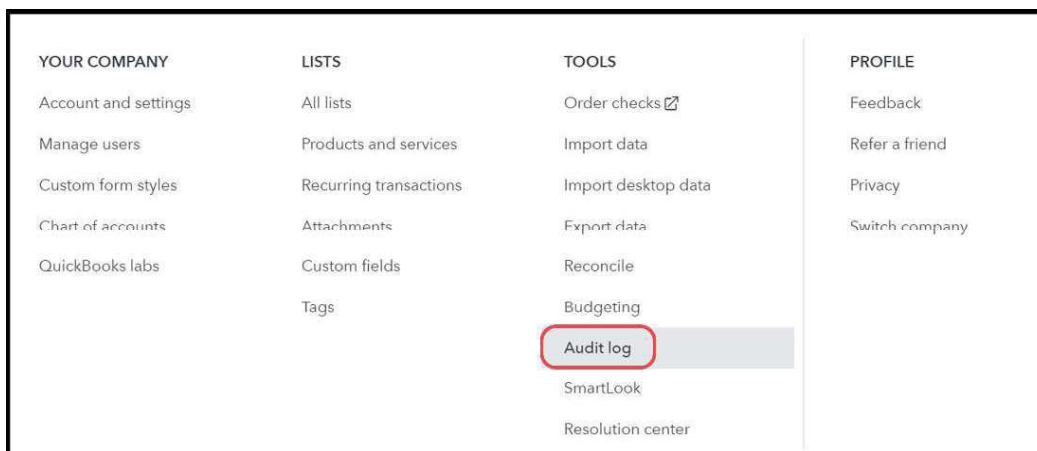 YOUR COMPANY
Account and settings
Manage users
Custom form styles
Chart of accounts
QuickBooks labs
LISTS
All lists
Products and services
Recurring transactions
Attachments
Custom fields
Tags
TOOLS
Order checks
Import data
Import desktop data
Export data
Reconcile
Budgeting
Audit log
SmartLook
Resolution center
PROFILE
Feedback
Refer a friend
Privacy
Switch company